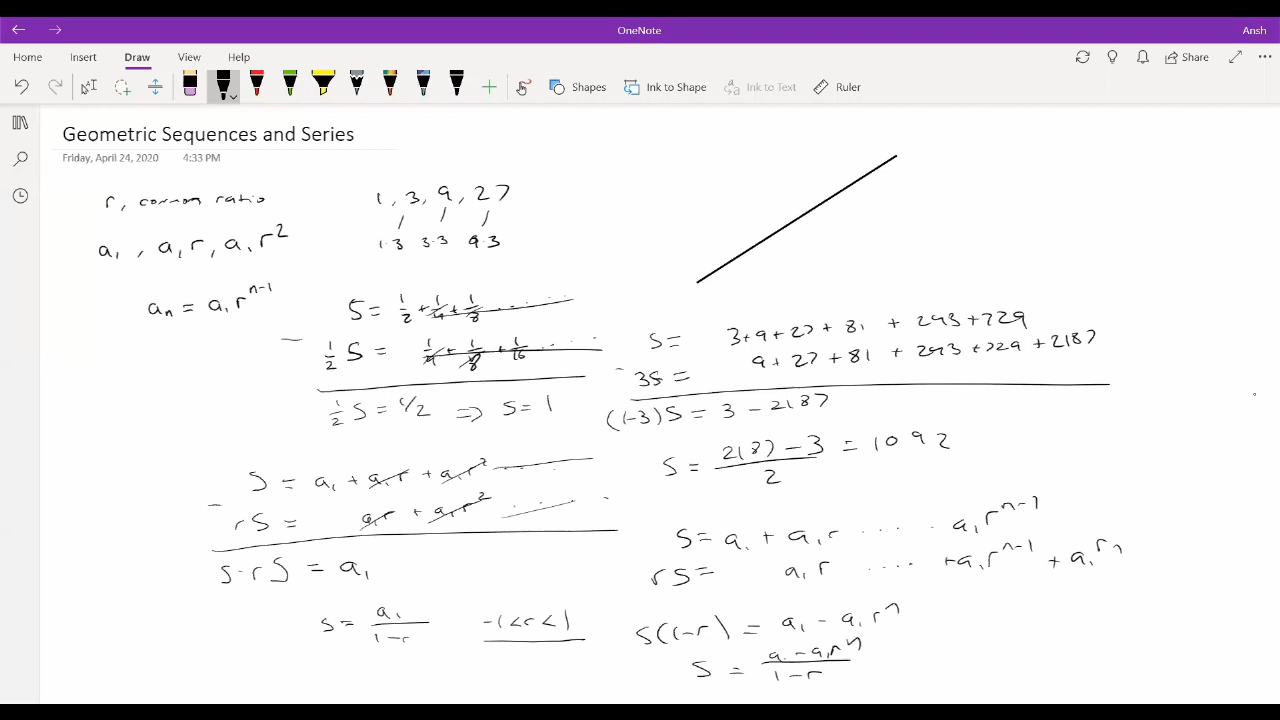 OneNote
Ansh
Home Insert Draw View Help
Share
Shapes Ink to Shape Ink to Text Ruler
Geometric Sequences and Series
Friday, April 24, 2020 4:33 PM
r, common ratio
a₁, a₁r, a₁r²
aₙ = a₁rⁿ⁻¹
1, 3, 9, 27
1·3 3·3 9·3
S = 1/2 + 1/4 + 1/8 ......
- 1/2 S = 1/4 + 1/8 + 1/16 ....
1/2 S = 1/2 => S = 1
S = a₁ + a₁r + a₁r²
- rS = a₁r + a₁r² ....
S - rS = a₁
S = a₁/(1-r) -1<r<1
S = 3+9+27+81+243+729
- 3S = 9+27+81+243+729+2187
(1-3)S = 3 - 2187
S = (2187-3)/2 = 1092
S = a₁ + a₁r ..... a₁rⁿ⁻¹
rS = a₁r .... +a₁rⁿ⁻¹ + a₁rⁿ
S(1-r) = a₁ - a₁rⁿ
S = (a₁-a₁rⁿ)/(1-r)